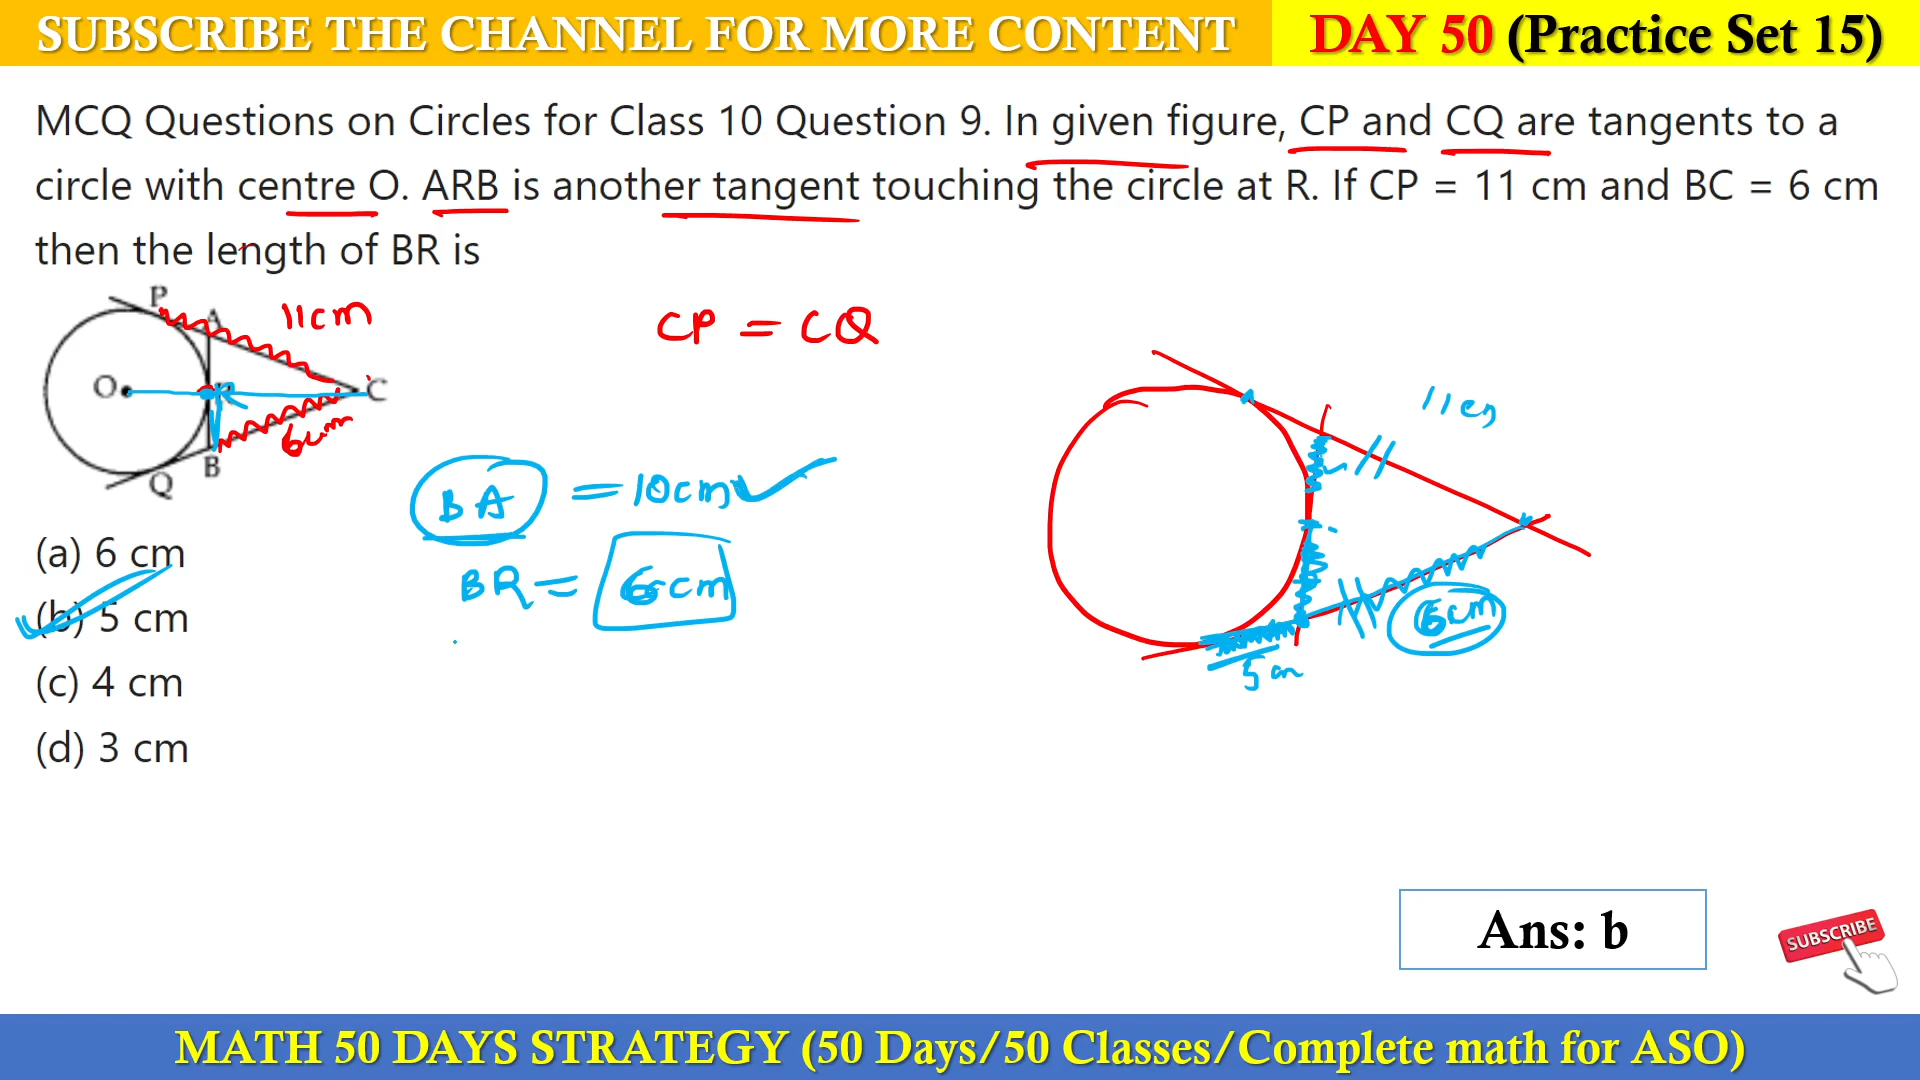 SUBSCRIBE THE CHANNEL FOR MORE CONTENT
DAY 50 (Practice Set 15)
MCQ Questions on Circles for Class 10 Question 9. In given figure, CP and CQ are tangents to a
circle with centre O. ARB is another tangent touching the circle at R. If CP = 11 cm and BC = 6 cm
then the length of BR is
P
A
11cm
O
C
6cm
B
Q
CP = CQ
11cm
BA = 10cm
BR = 6cm
6cm
5cm
(a) 6 cm
(b) 5 cm
(c) 4 cm
(d) 3 cm
Ans: b
SUBSCRIBE
MATH 50 DAYS STRATEGY (50 Days/50 Classes/Complete math for ASO)